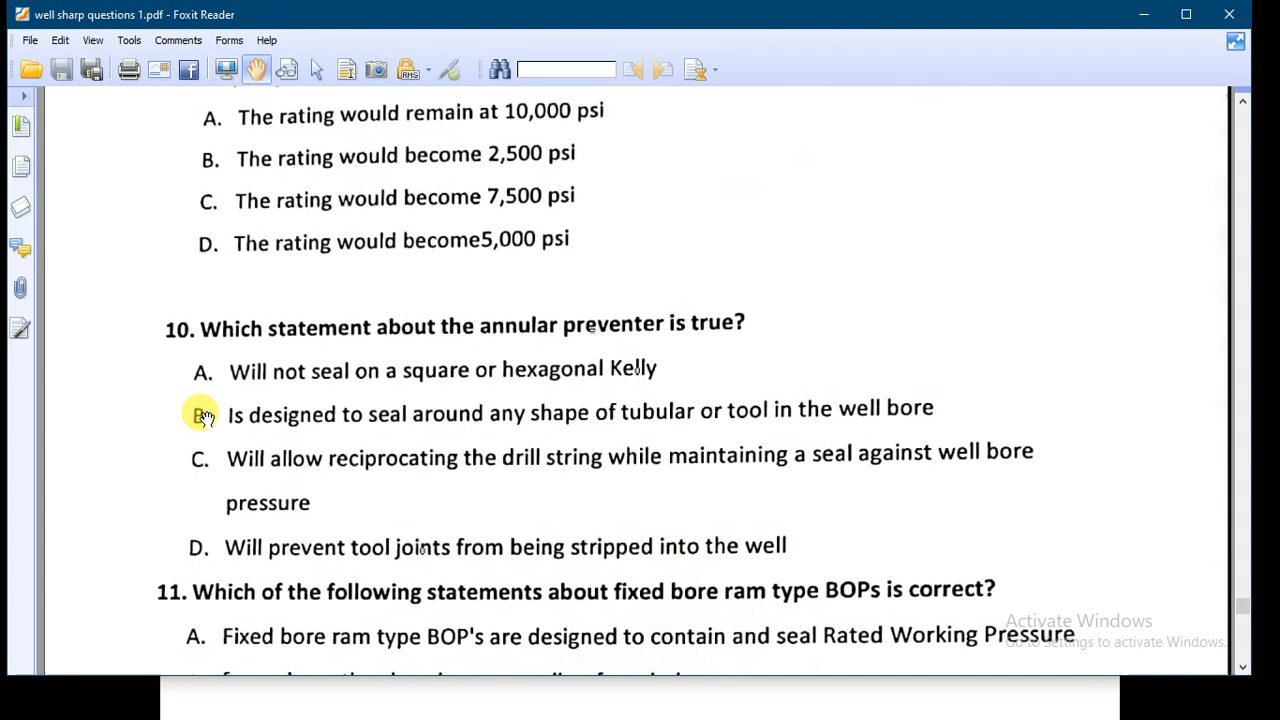 well sharp questions 1.pdf - Foxit Reader
File Edit View Tools Comments Forms Help
RMS
A. The rating would remain at 10,000 psi
B. The rating would become 2,500 psi
C. The rating would become 7,500 psi
D. The rating would become5,000 psi
10. Which statement about the annular preventer is true?
A. Will not seal on a square or hexagonal Kelly
B. Is designed to seal around any shape of tubular or tool in the well bore
C. Will allow reciprocating the drill string while maintaining a seal against well bore
pressure
D. Will prevent tool joints from being stripped into the well
11. Which of the following statements about fixed bore ram type BOPs is correct?
A. Fixed bore ram type BOP's are designed to contain and seal Rated Working Pressure
Activate Windows
Go to Settings to activate Windows.